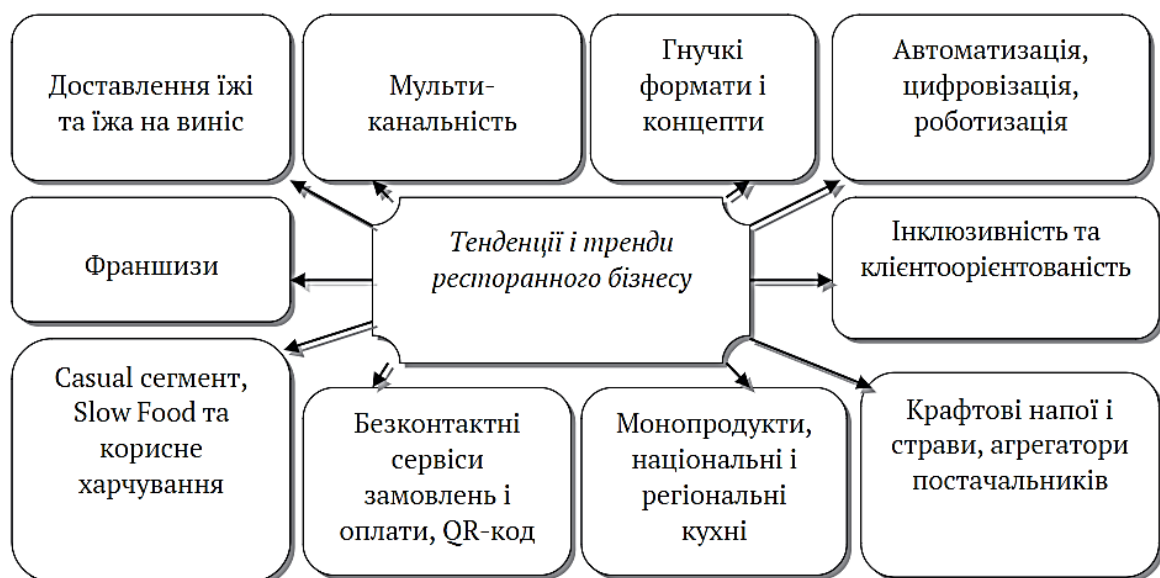 Доставлення їжі
та їжа на виніс
Мульти-
канальність
Гнучкі
формати і
концепти
Автоматизація,
цифровізація,
роботизація
Франшизи
Тенденції і тренди
ресторанного бізнесу
Інклюзивність та
клієнтоорієнтованість
Casual сегмент,
Slow Food та
корисне
харчування
Безконтактні
сервіси
замовлень і
оплати, QR-код
Монопродукти,
національні і
регіональні
кухні
Крафтові напої і
страви, агрегатори
постачальників